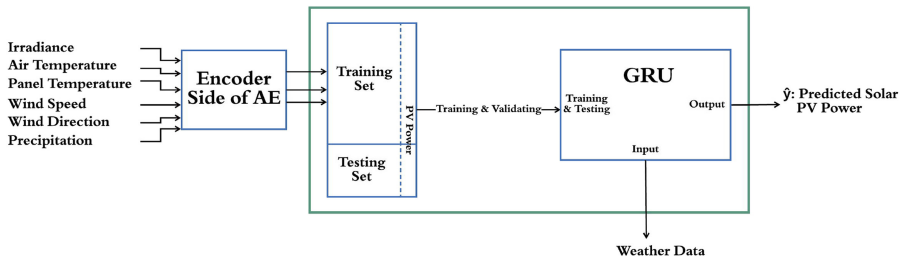 Irradiance
Air Temperature
Panel Temperature
Wind Speed
Wind Direction
Precipitation
Encoder
Side of AE
Training
Set
Testing
Set
PV Power
Training & Validating
GRU
Training
& Testing
Output
Input
ŷ: Predicted Solar
PV Power
Weather Data